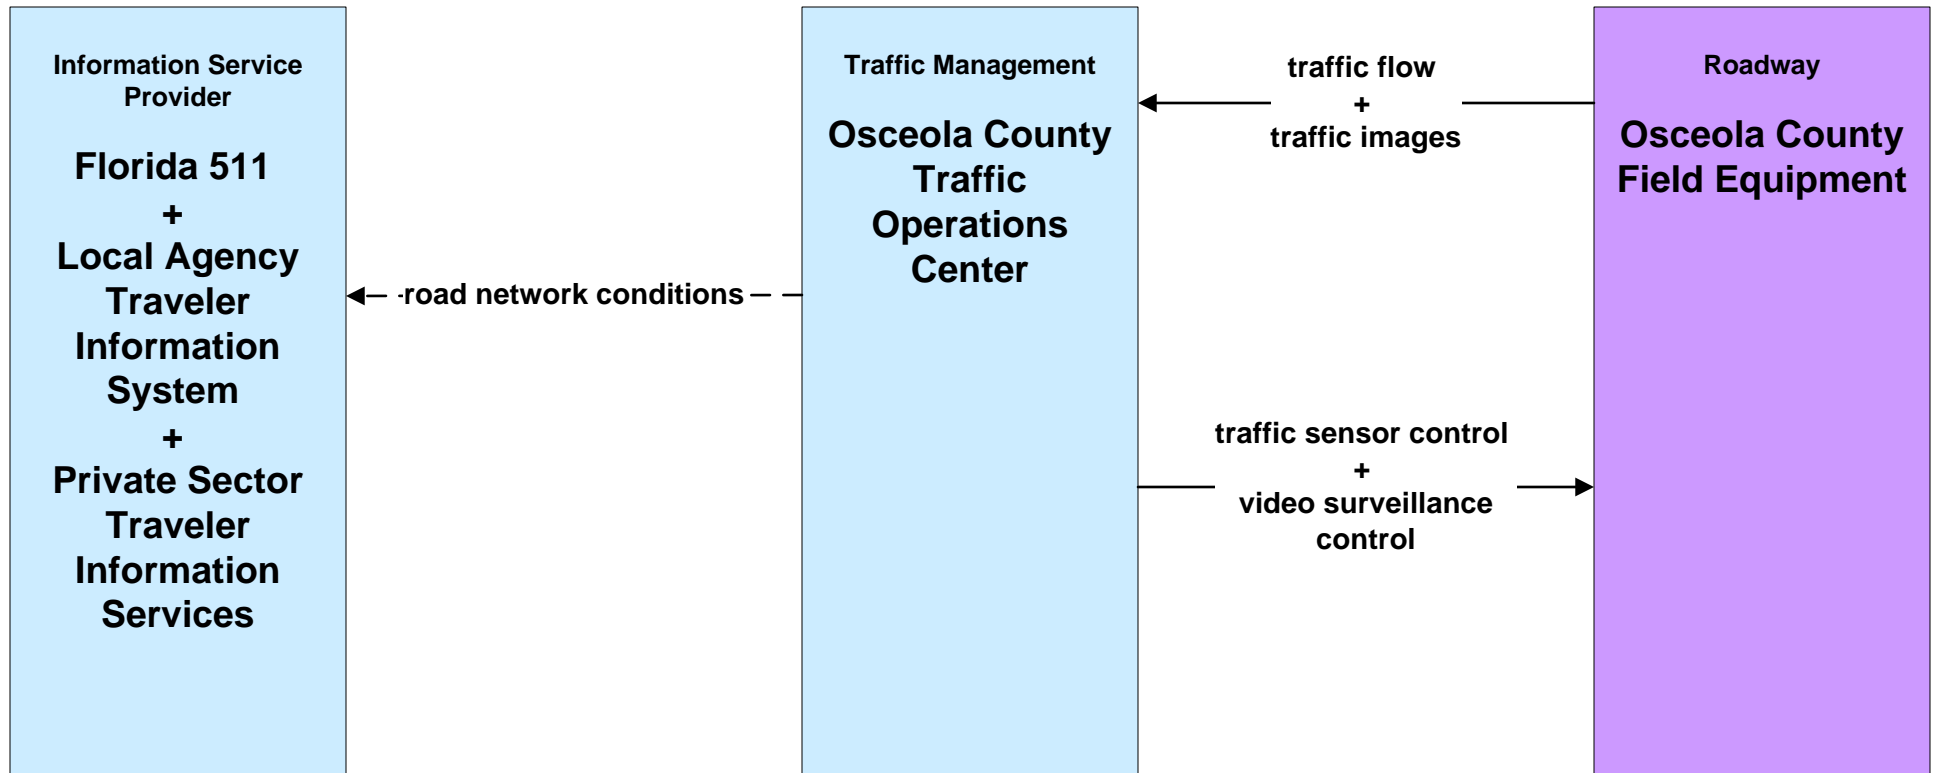 Information Service
Provider
Florida 511
+
Local Agency
Traveler
Information
System
+
Private Sector
Traveler
Information
Services
road network conditions
Traffic Management
Osceola County
Traffic
Operations
Center
traffic flow
+
traffic images
traffic sensor control
+
video surveillance
control
Roadway
Osceola County
Field Equipment